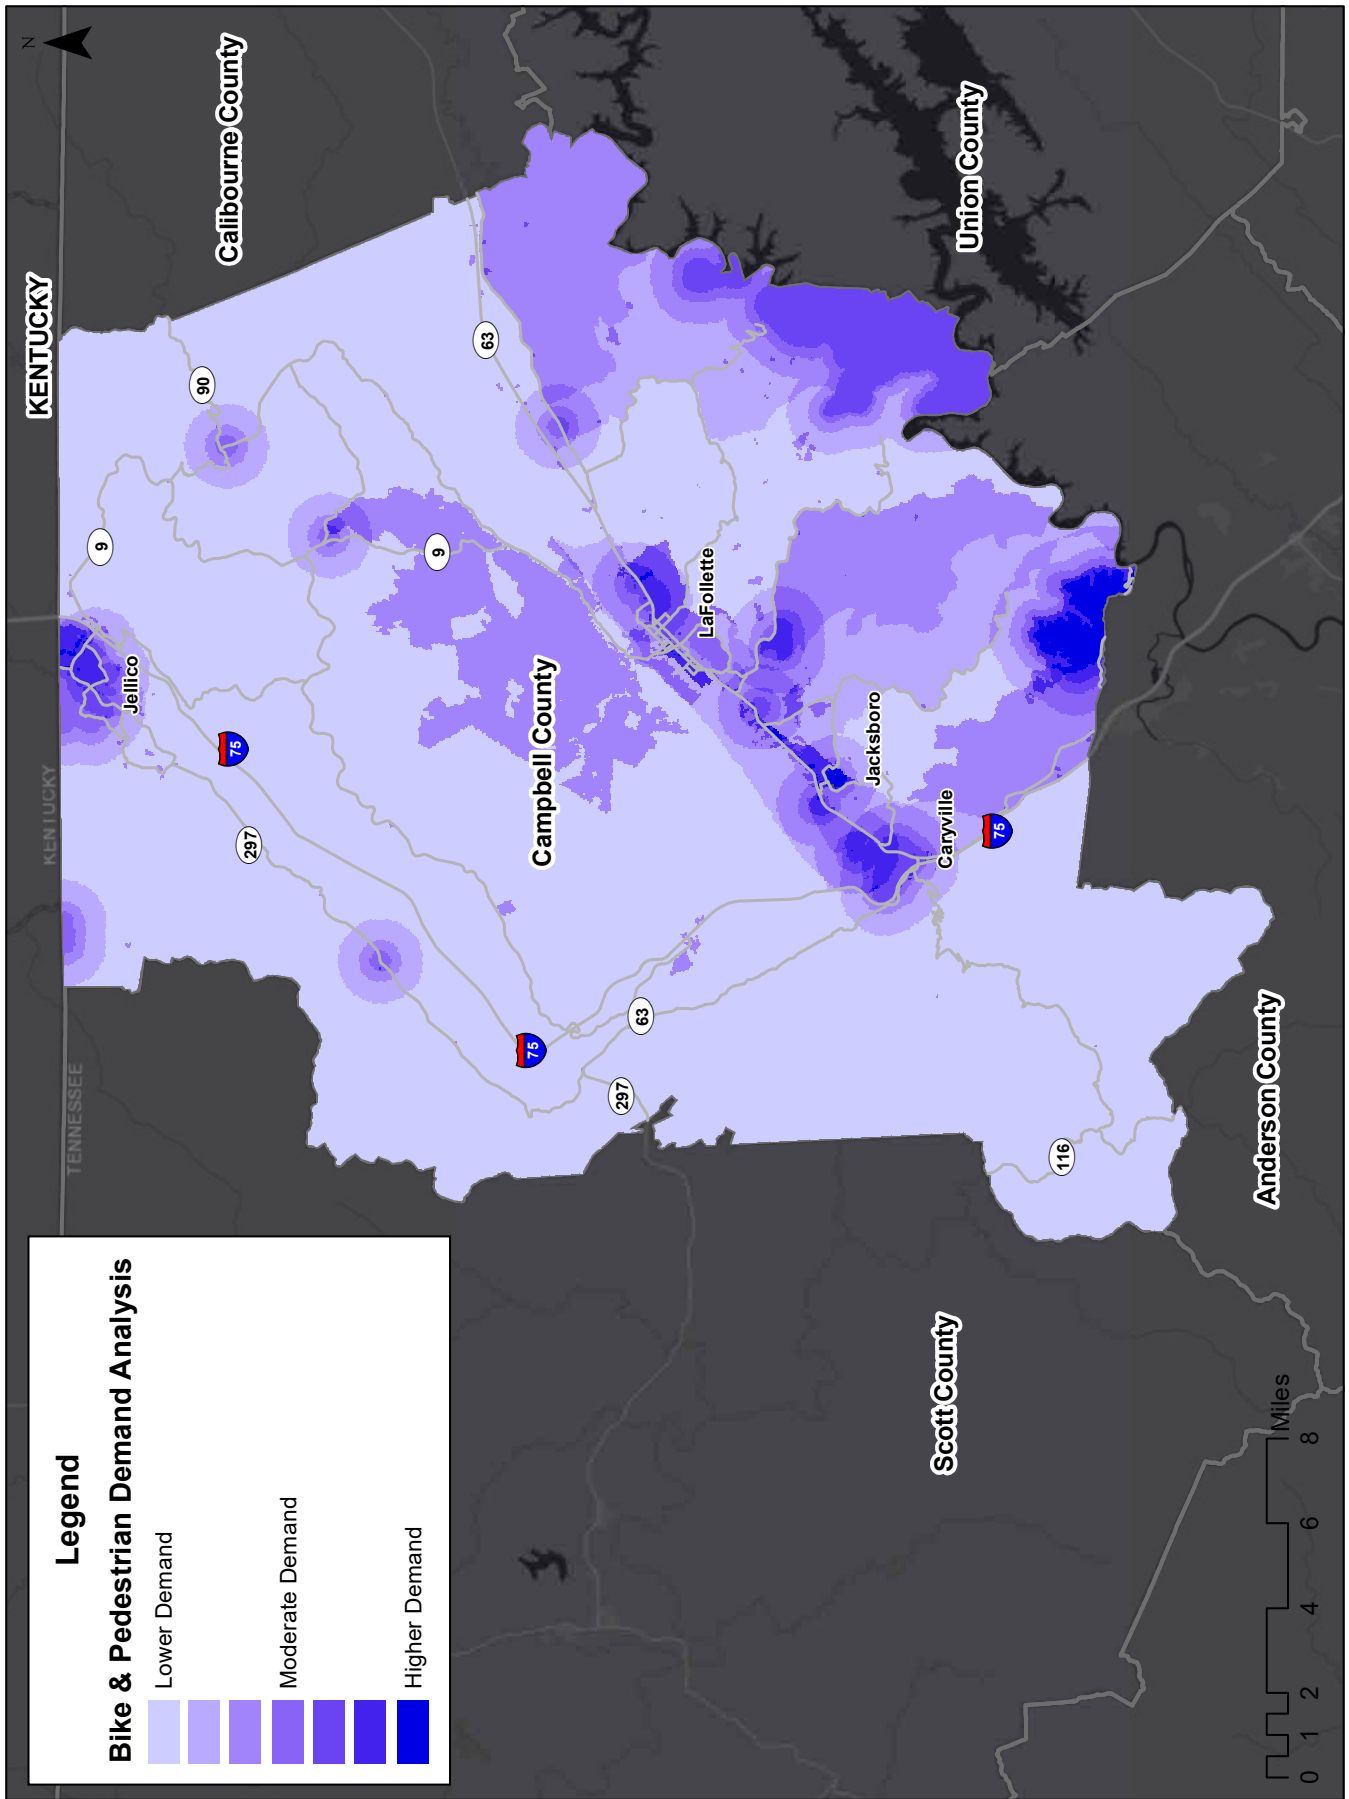 Legend
Bike & Pedestrian Demand Analysis
Lower Demand
Moderate Demand
Higher Demand
TENNESSEE
KENTUCKY
KENTUCKY
N
Calibourne County
Jellico
9
90
297
75
63
9
Campbell County
75
297
63
LaFollette
Jacksboro
Caryville
75
116
Union County
Scott County
Anderson County
0 1 2 4 6 8
Miles